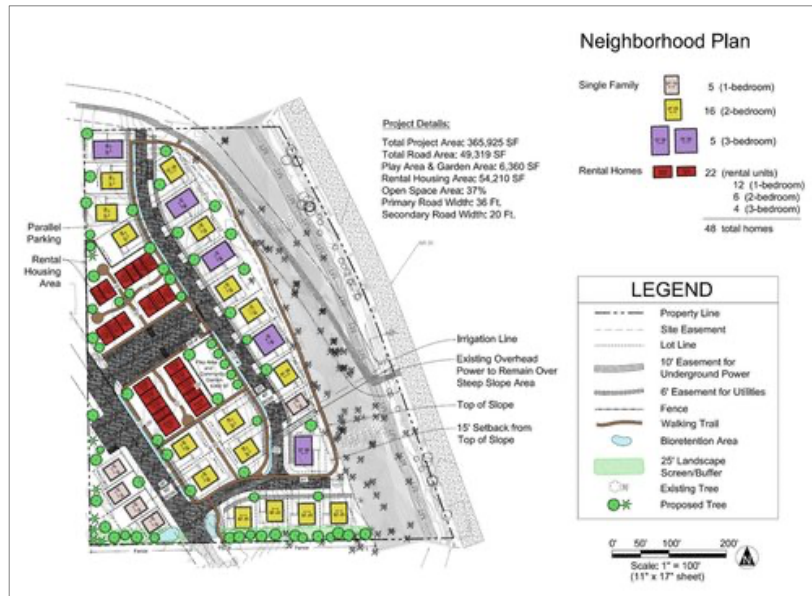 Neighborhood Plan
Single Family
5 (1-bedroom)
16 (2-bedroom)
5 (3-bedroom)
Rental Homes
22 (rental units)
12 (1-bedroom)
6 (2-bedroom)
4 (3-bedroom)
48 total homes
Project Details:
Total Project Area: 365,925 SF
Total Road Area: 49,319 SF
Play Area & Garden Area: 6,360 SF
Rental Housing Area: 54,210 SF
Open Space Area: 37%
Primary Road Width: 36 Ft.
Secondary Road Width: 20 Ft.
Parallel
Parking
Rental
Housing
Area
Irrigation Line
Existing Overhead
Power to Remain Over
Steep Slope Area
Top of Slope
15' Setback from
Top of Slope
Fence
Fence
LEGEND
Property Line
Site Easement
Lot Line
10' Easement for
Underground Power
6' Easement for Utilities
Fence
Walking Trail
Bioretention Area
25' Landscape
Screen/Buffer
Existing Tree
Proposed Tree
0' 50' 100' 200'
Scale: 1" = 100'
(11" x 17" sheet)
N